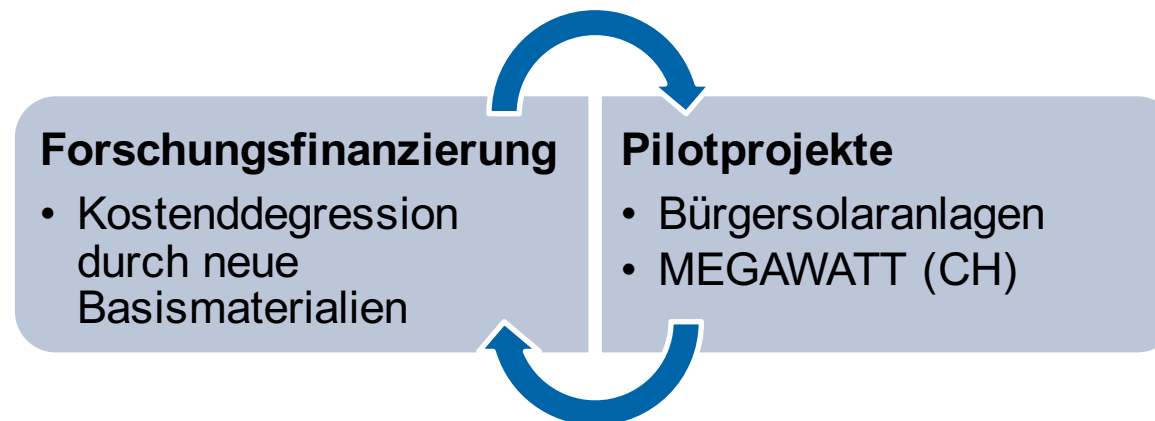 Forschungsfinanzierung
• Kostenddegression
durch neue
Basismaterialien
Pilotprojekte
• Bürgersolaranlagen
• MEGAWATT (CH)